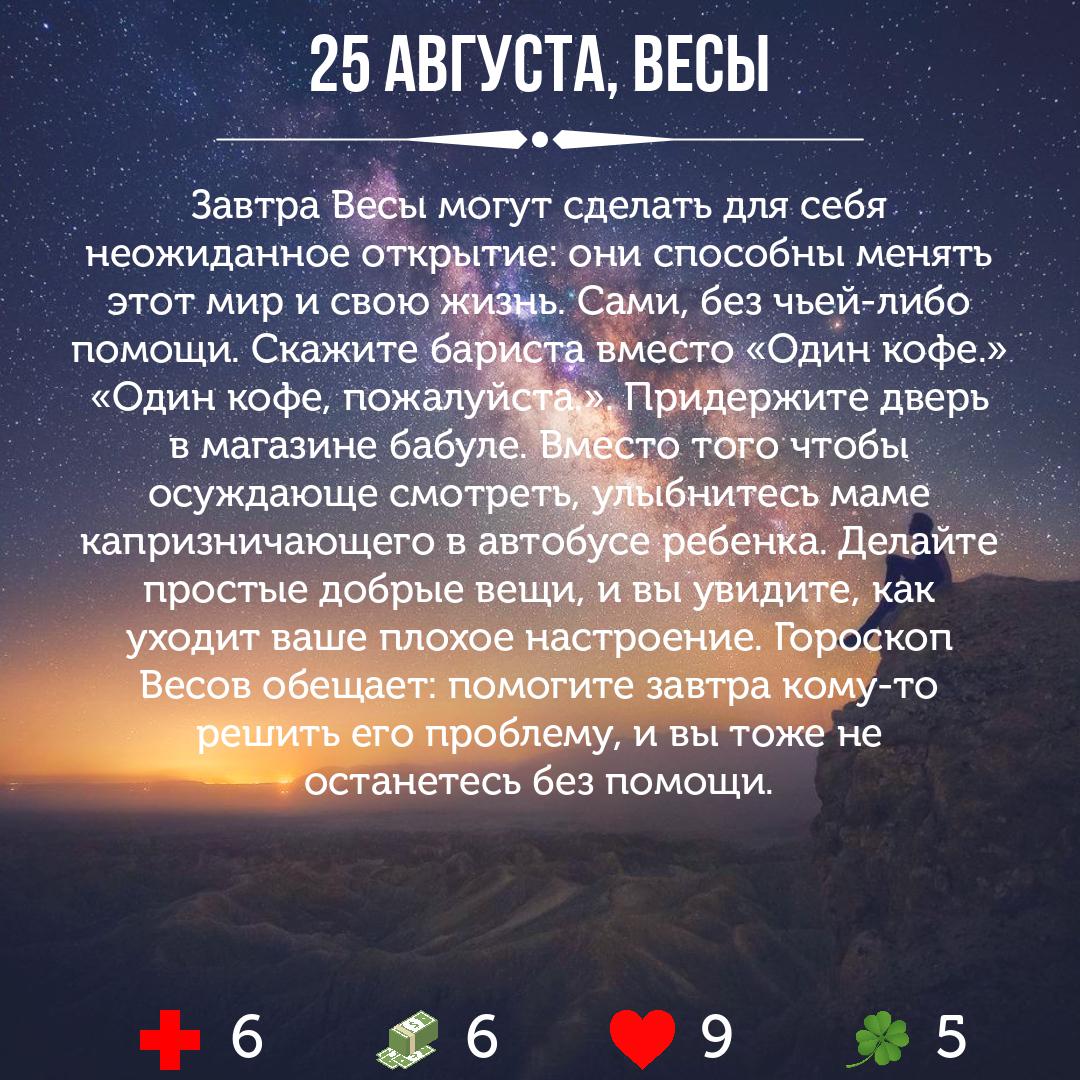 25 АВГУСТА, ВЕСЫ
Завтра Весы могут сделать для себя
неожиданное открытие: они способны менять
этот мир и свою жизнь. Сами, без чьей-либо
помощи. Скажите бариста вместо «Один кофе.»
«Один кофе, пожалуйста.». Придержите дверь
в магазине бабуле. Вместо того чтобы
осуждающе смотреть, улыбнитесь маме
капризничающего в автобусе ребенка. Делайте
простые добрые вещи, и вы увидите, как
уходит ваше плохое настроение. Гороскоп
Весов обещает: помогите завтра кому-то
решить его проблему, и вы тоже не
останетесь без помощи.
6 6 9 5